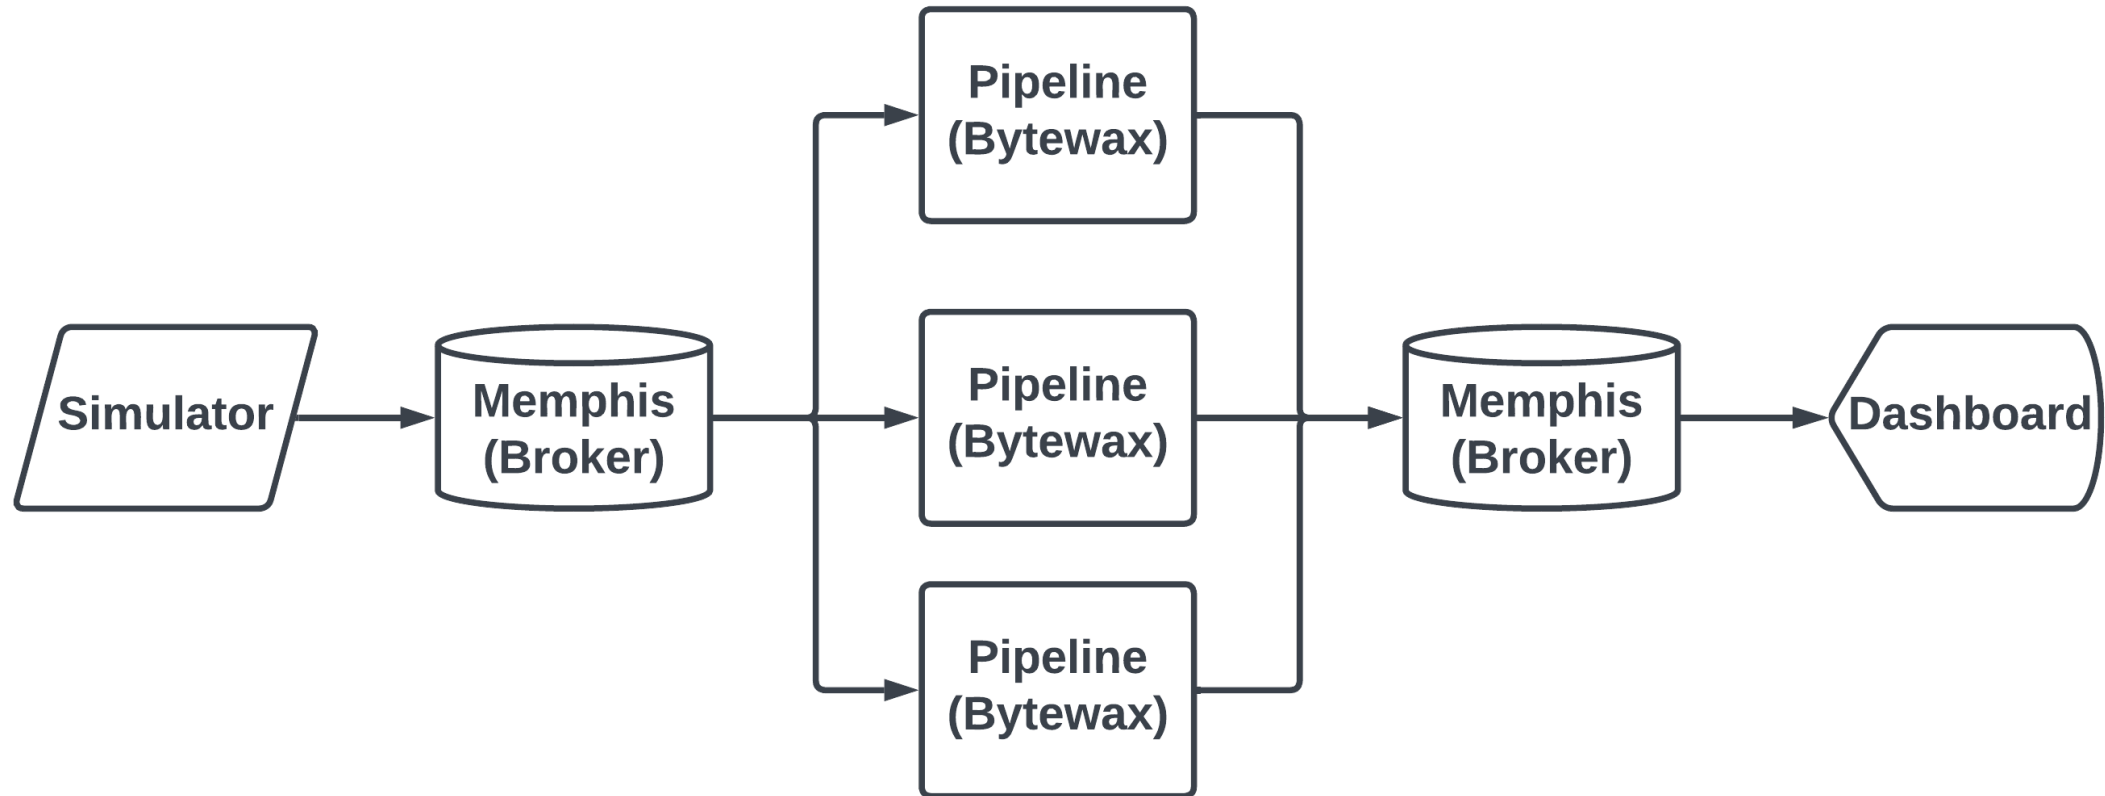 Simulator
Memphis
(Broker)
Pipeline
(Bytewax)
Pipeline
(Bytewax)
Pipeline
(Bytewax)
Memphis
(Broker)
Dashboard